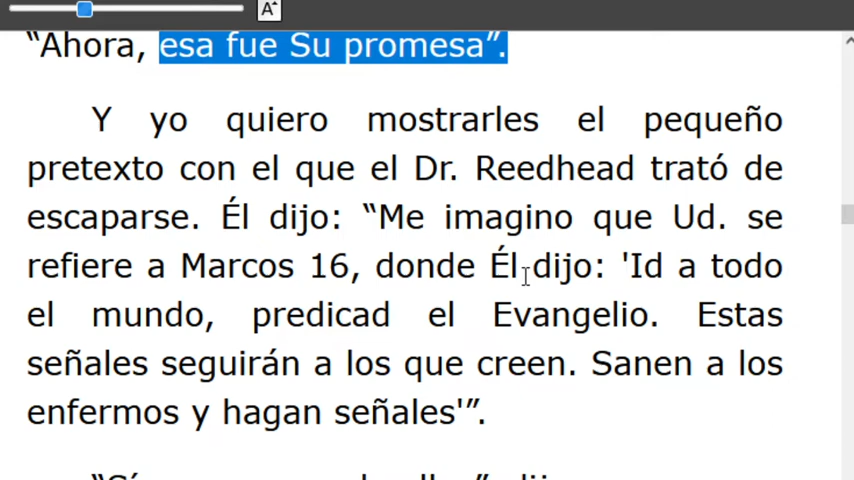 “Ahora, esa fue Su promesa”.
Y yo quiero mostrarles el pequeño
pretexto con el que el Dr. Reedhead trató de
escaparse. Él dijo: “Me imagino que Ud. se
refiere a Marcos 16, donde Él dijo: 'Id a todo
el mundo, predicad el Evangelio. Estas
señales seguirán a los que creen. Sanen a los
enfermos y hagan señales'”.